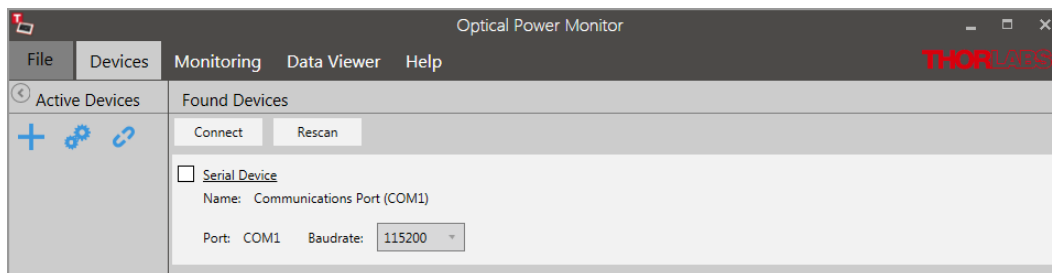 Optical Power Monitor
File Devices Monitoring Data Viewer Help THORLABS
Active Devices Found Devices
Connect Rescan
Serial Device
Name: Communications Port (COM1)
Port: COM1 Baudrate: 115200